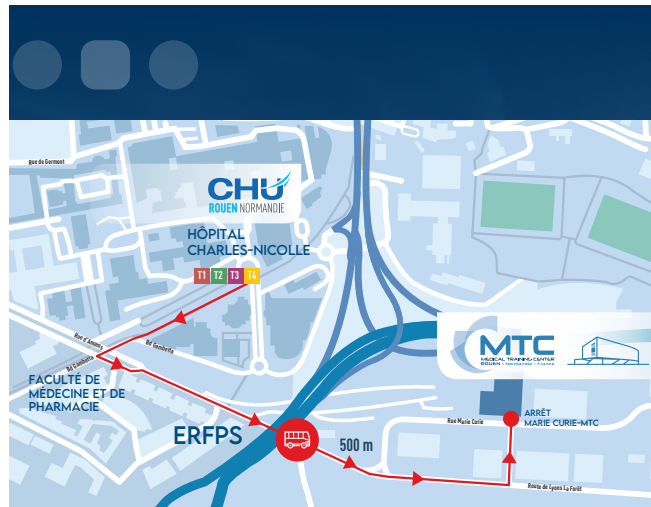 Rue de Germont
CHU
ROUEN NORMANDIE
HÔPITAL
CHARLES-NICOLLE
T1 T2 T3 T4
Rue d'Amiens
Bd Gambetta
Bd Gambetta
FACULTÉ DE
MÉDECINE ET DE
PHARMACIE
MTC
MEDICAL TRAINING CENTER
ROUEN • Normandie • France
ARRÊT
MARIE CURIE-MTC
Rue Marie Curie
ERFPS
500 m
Route de Lyons La Forêt